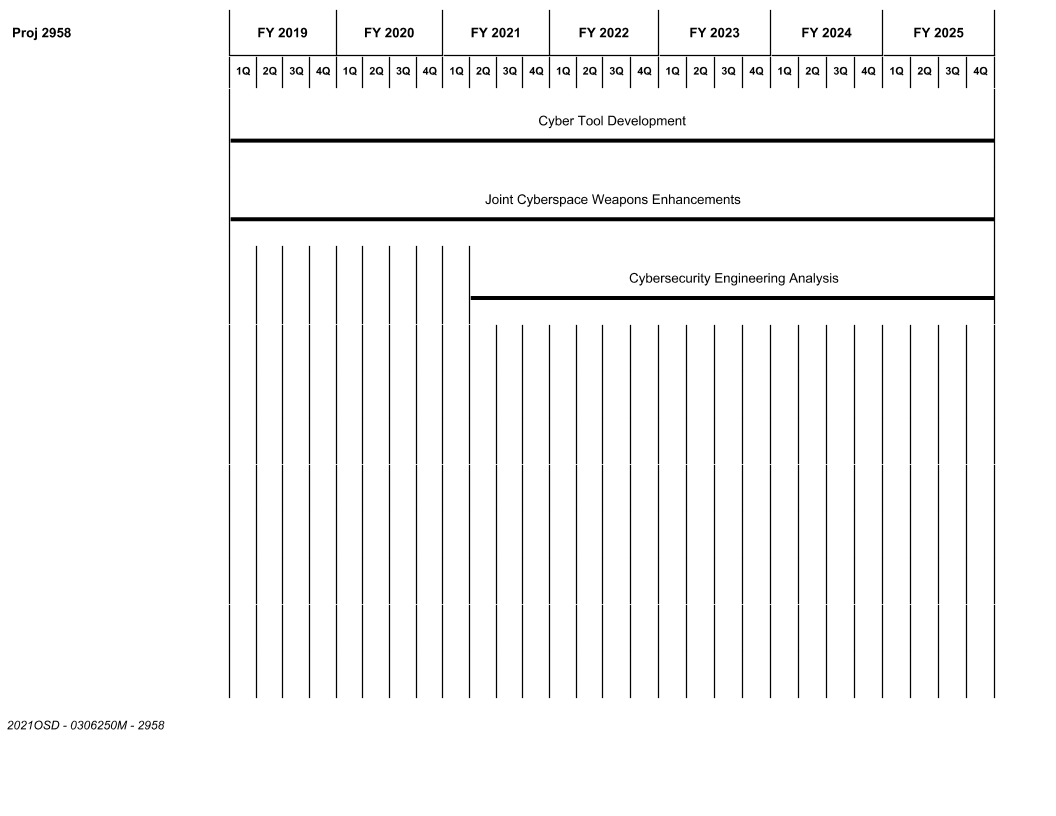 Proj 2958 FY 2019 FY 2020 FY 2021 FY 2022 FY 2023 FY 2024 FY 2025
1Q 2Q 3Q 4Q 1Q 2Q 3Q 4Q 1Q 2Q 3Q 4Q 1Q 2Q 3Q 4Q 1Q 2Q 3Q 4Q 1Q 2Q 3Q 4Q 1Q 2Q 3Q 4Q
Cyber Tool Development
Joint Cyberspace Weapons Enhancements
Cybersecurity Engineering Analysis
2021OSD - 0306250M - 2958